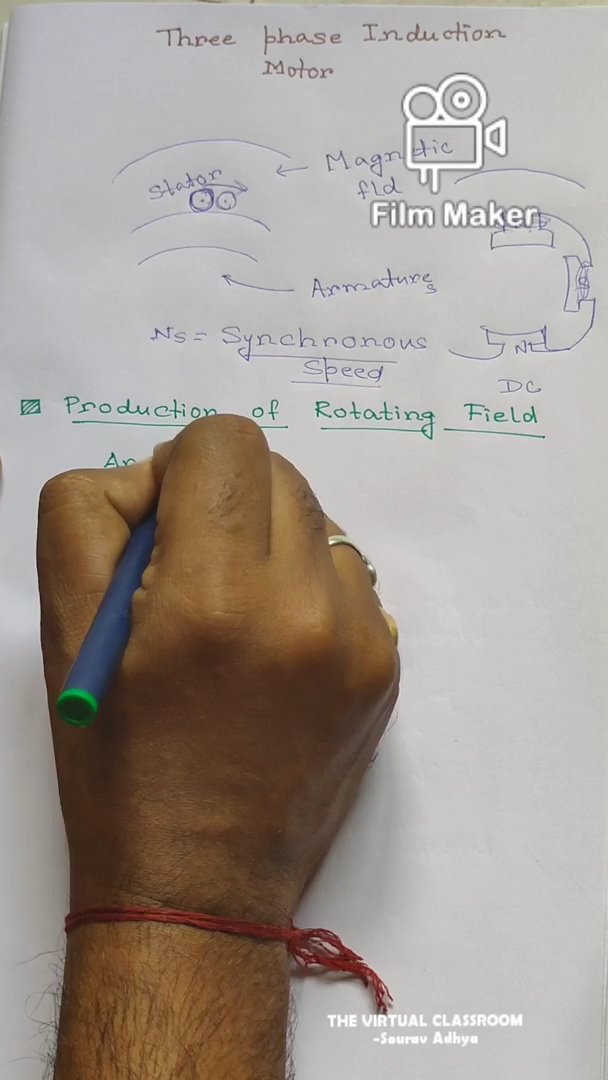 Three phase Induction
Motor
Magnetic
fld
Stator
Film Maker
Armatures
Ns = Synchronous
Speed
N
DC
Production of Rotating Field
An
THE VIRTUAL CLASSROOM
-Sourav Adhya